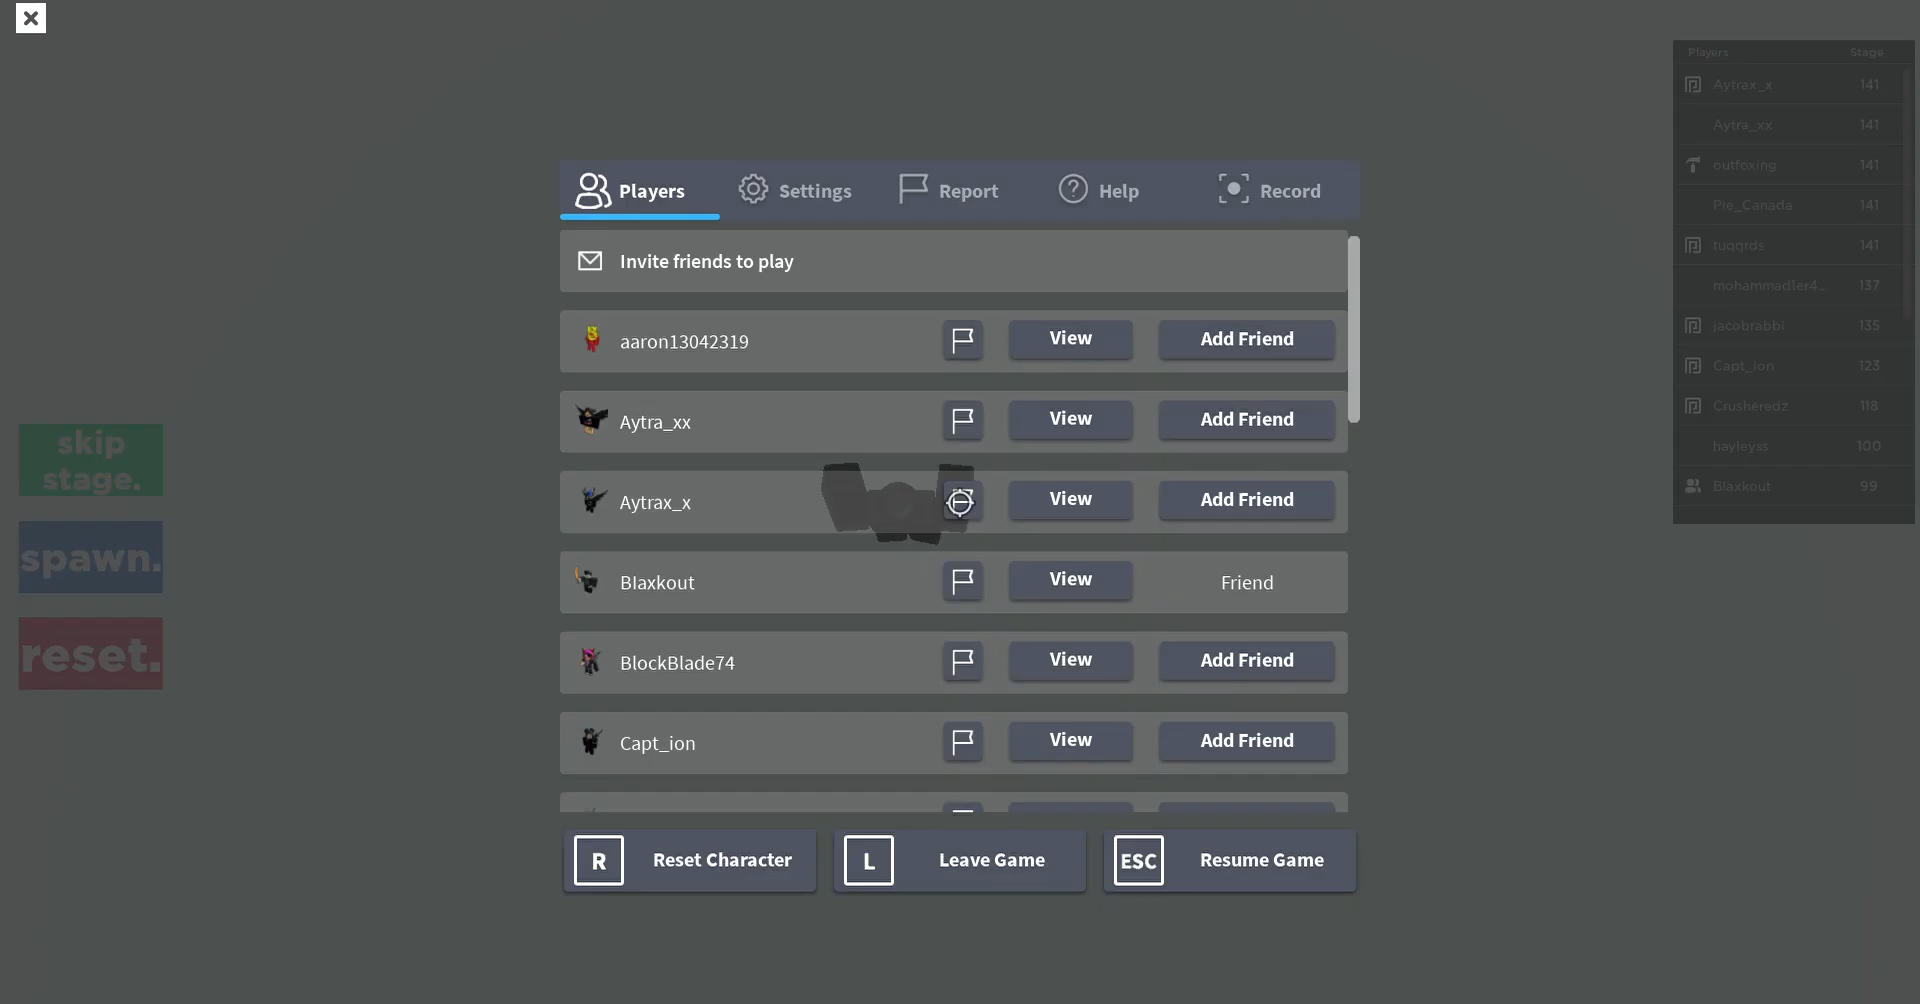 Players Settings Report Help Record
Invite friends to play
aaron13042319 View Add Friend
Aytra_xx View Add Friend
Aytrax_x View Add Friend
BIaxkout View Friend
BlockBlade74 View Add Friend
Capt_ion View Add Friend
R Reset Character L Leave Game ESC Resume Game
skip
stage.
spawn.
reset.
Players Stage
Aytrax_x 141
Aytra_xx 141
outfoxing 141
Pie_Canada 141
tuqqrds 141
mohammad1er4... 137
jacobrabbi 135
Capt_ion 123
Crusheredz 118
hayleyss 100
BIaxkout 99